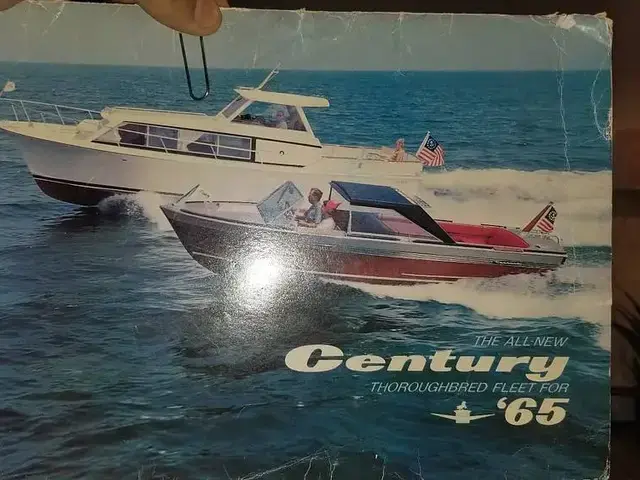 THE ALL-NEW
Century
THOROUGHBRED FLEET FOR
'65